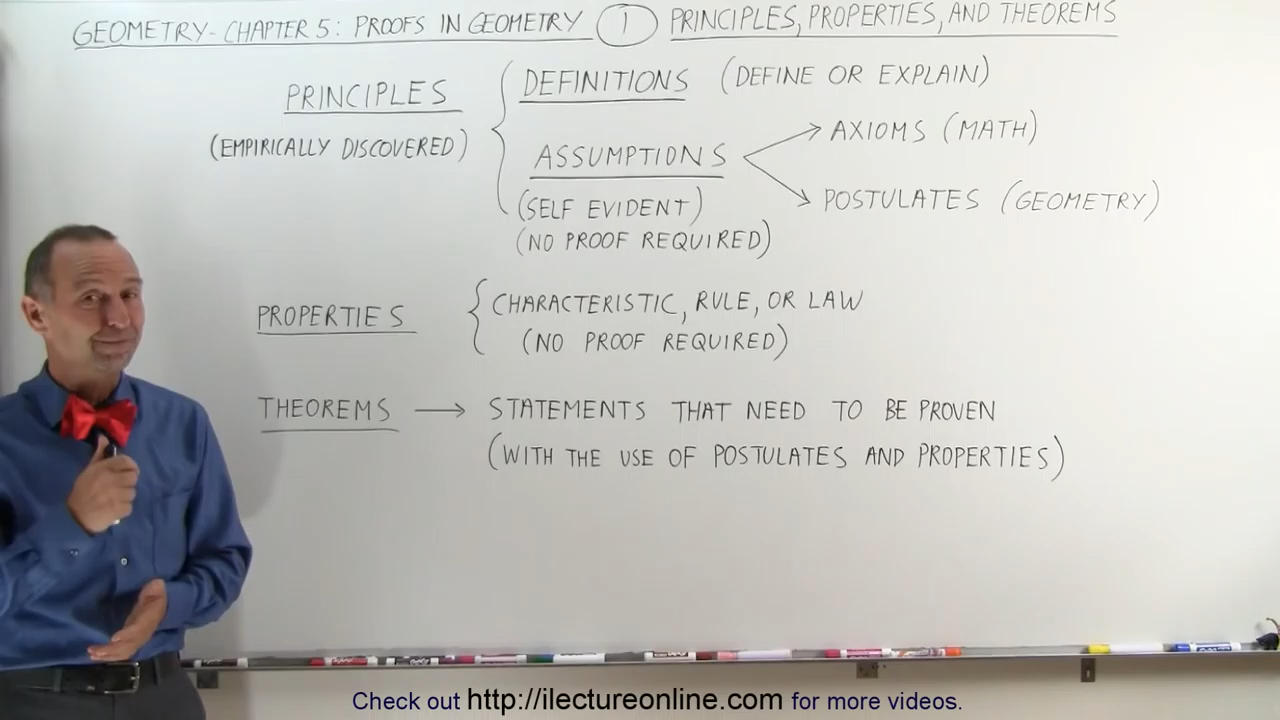 GEOMETRY- CHAPTER 5: PROOFS IN GEOMETRY 1 PRINCIPLES, PROPERTIES, AND THEOREMS
PRINCIPLES
(EMPIRICALLY DISCOVERED)
DEFINITIONS (DEFINE OR EXPLAIN)
ASSUMPTIONS
(SELF EVIDENT)
(NO PROOF REQUIRED)
AXIOMS (MATH)
POSTULATES (GEOMETRY)
PROPERTIES
CHARACTERISTIC, RULE, OR LAW
(NO PROOF REQUIRED)
THEOREMS → STATEMENTS THAT NEED TO BE PROVEN
(WITH THE USE OF POSTULATES AND PROPERTIES)
Check out http://ilectureonline.com for more videos.